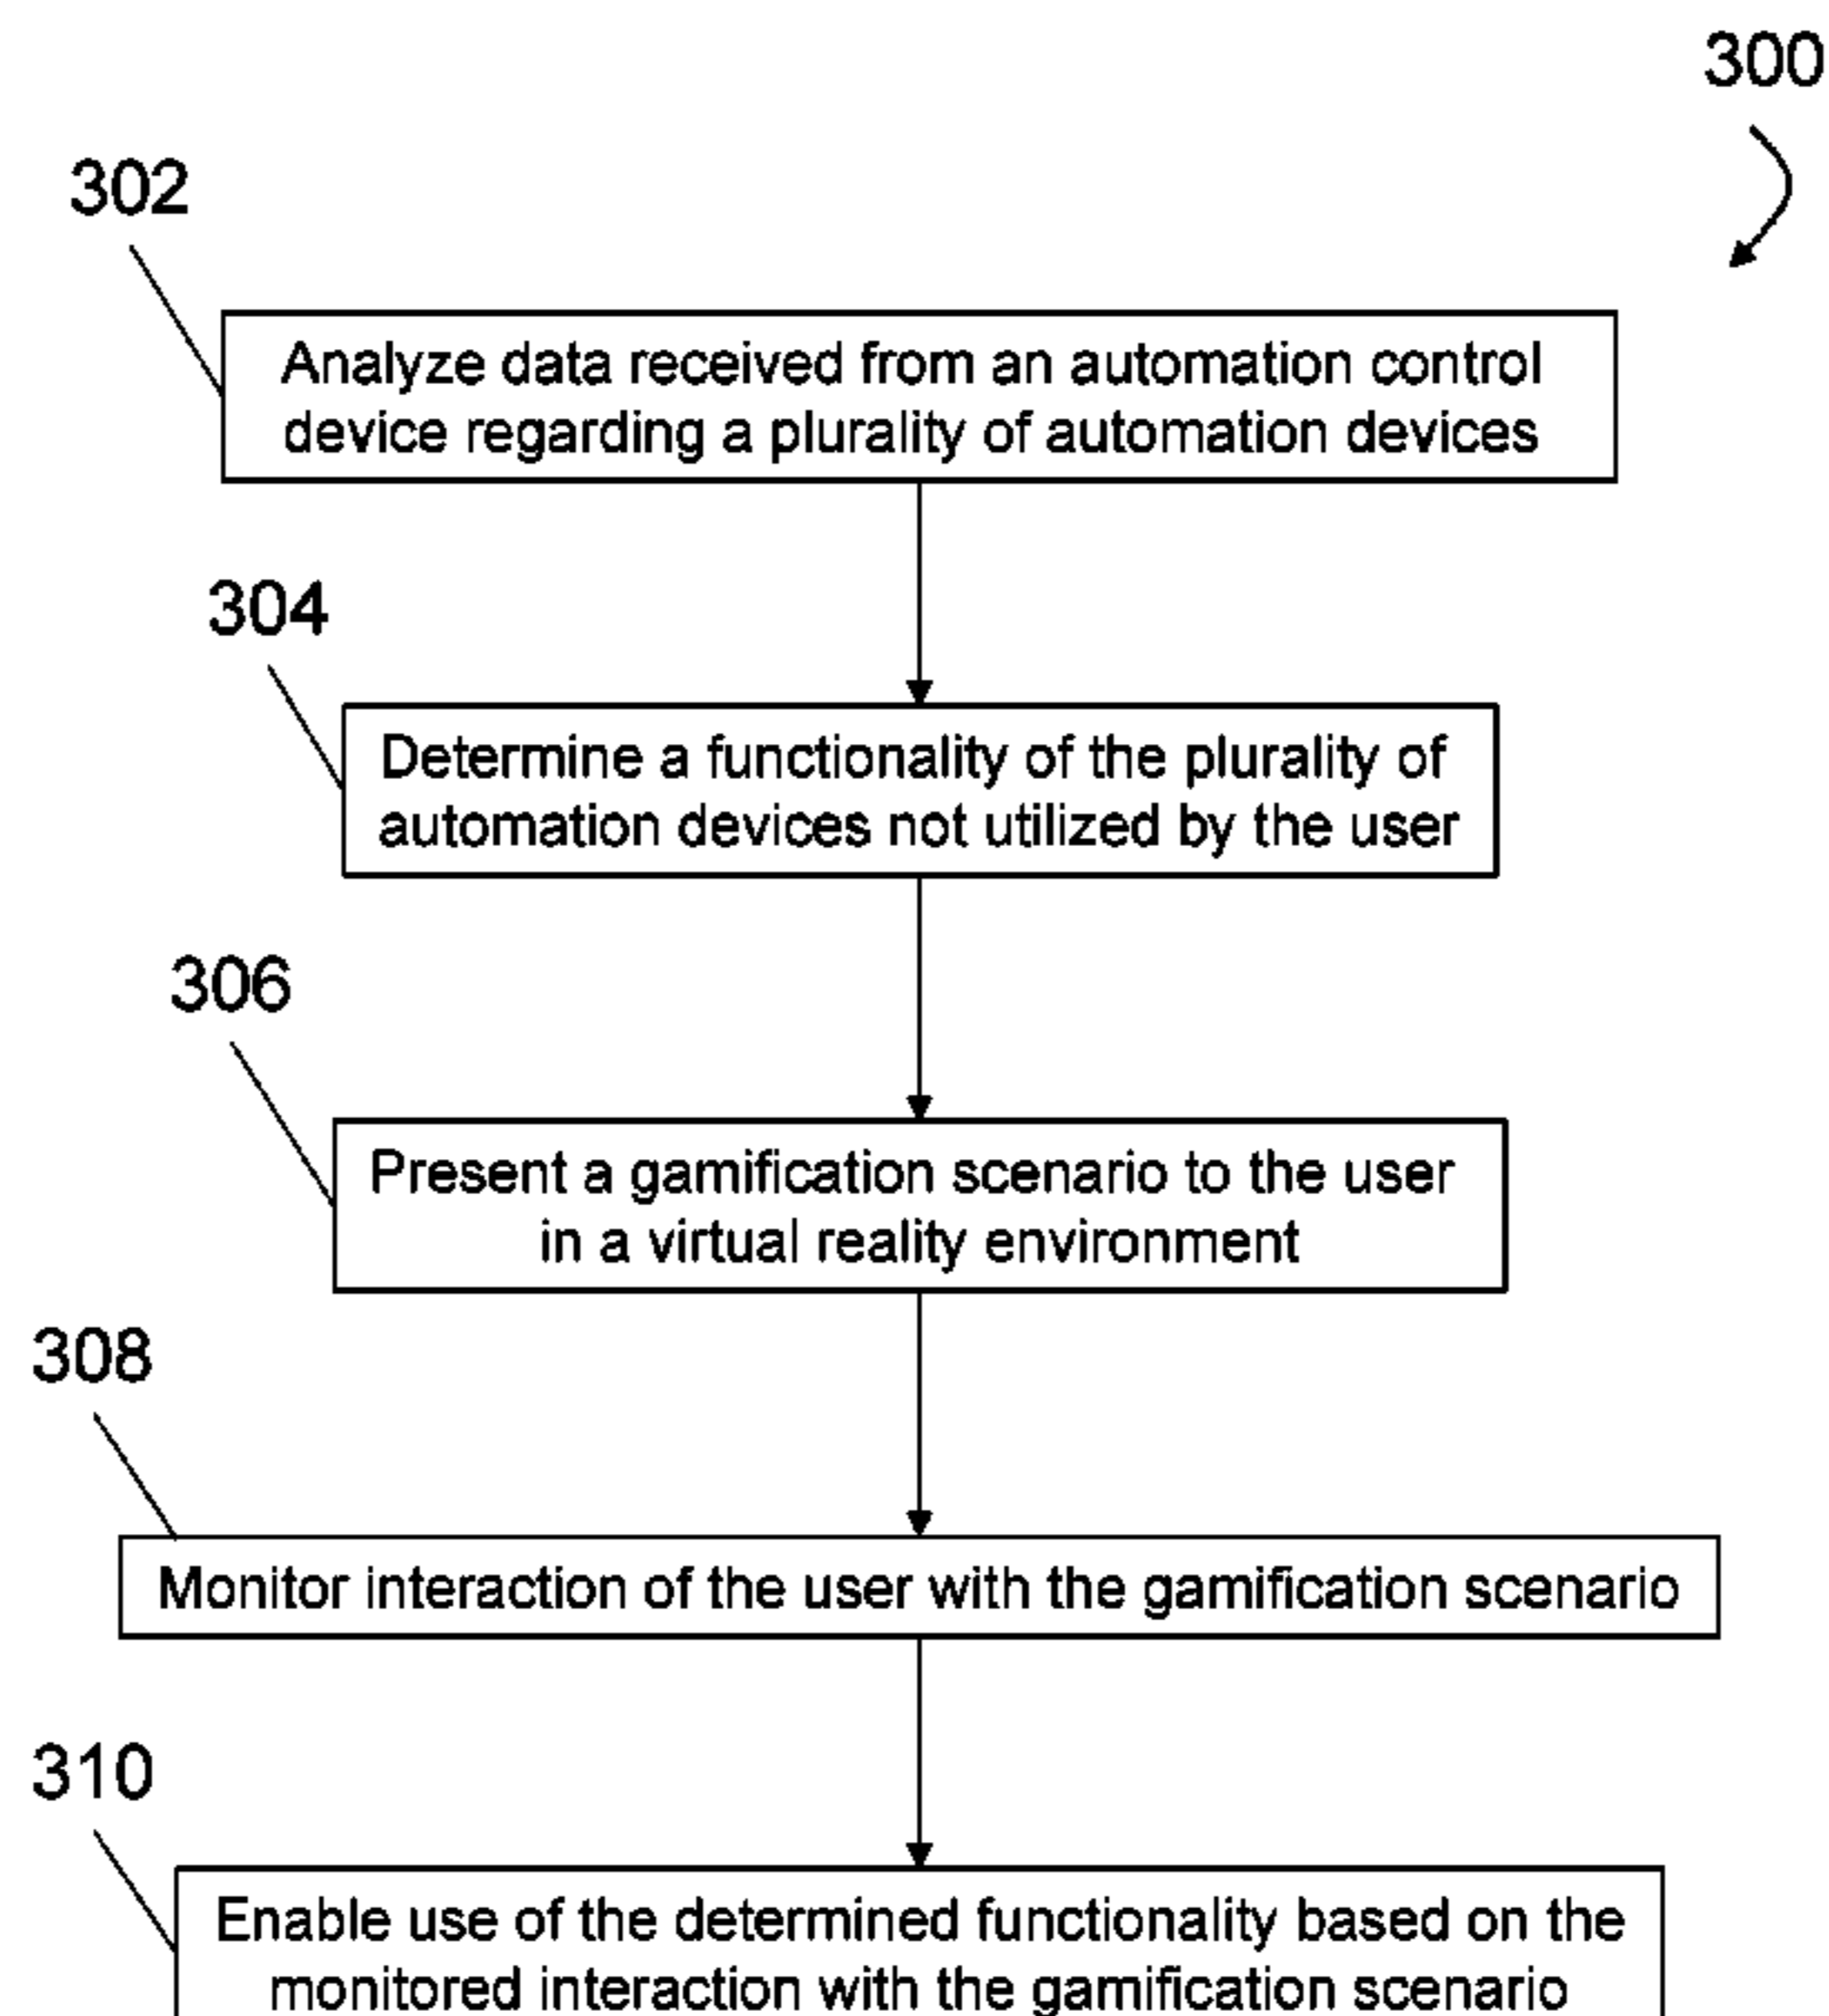 300
302
Analyze data received from an automation control
device regarding a plurality of automation devices
304
Determine a functionality of the plurality of
automation devices not utilized by the user
306
Present a gamification scenario to the user
in a virtual reality environment
308
Monitor interaction of the user with the gamification scenario
310
Enable use of the determined functionality based on the
monitored interaction with the gamification scenario